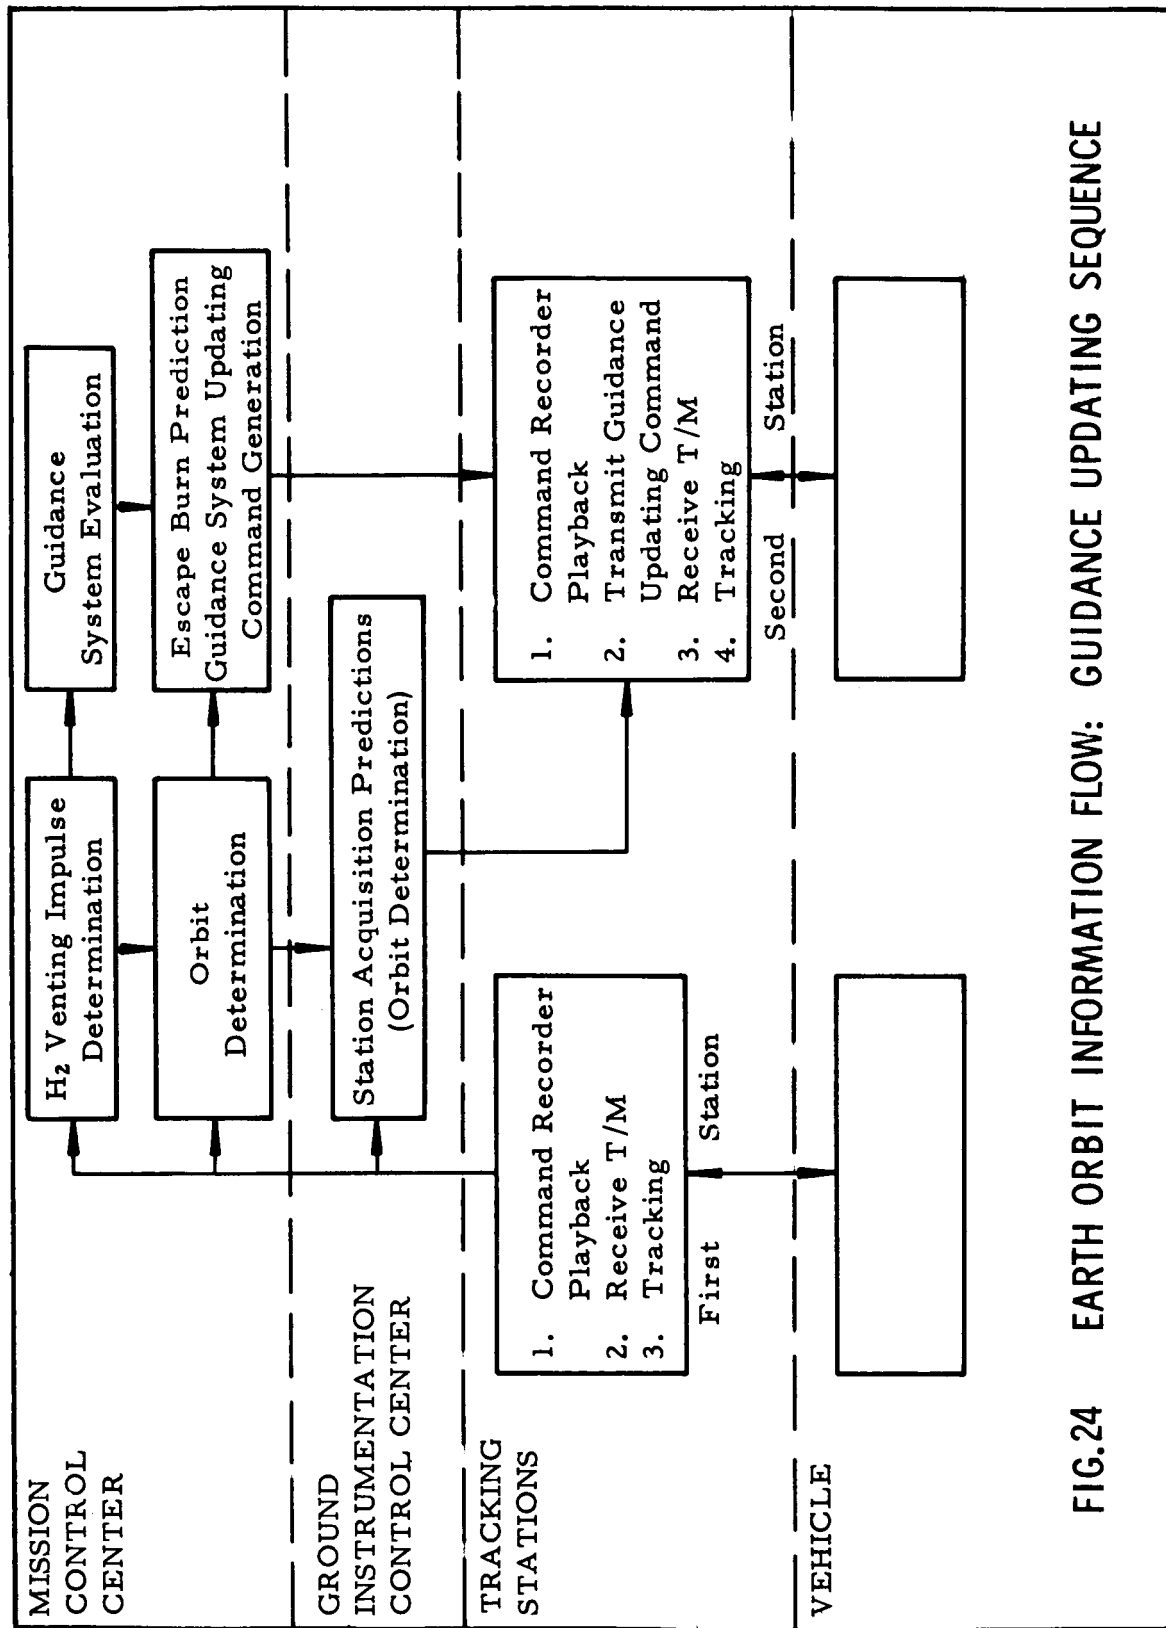 MISSION
CONTROL
CENTER
H₂ Venting Impulse
Determination
Guidance
System Evaluation
Orbit
Determination
Escape Burn Prediction
Guidance System Updating
Command Generation
GROUND
INSTRUMENTATION
CONTROL CENTER
Station Acquisition Predictions
(Orbit Determination)
TRACKING
STATIONS
1. Command Recorder
Playback
2. Receive T/M
3. Tracking
First Station
1. Command Recorder
Playback
2. Transmit Guidance
Updating Command
3. Receive T/M
4. Tracking
Second Station
VEHICLE
FIG.24 EARTH ORBIT INFORMATION FLOW: GUIDANCE UPDATING SEQUENCE